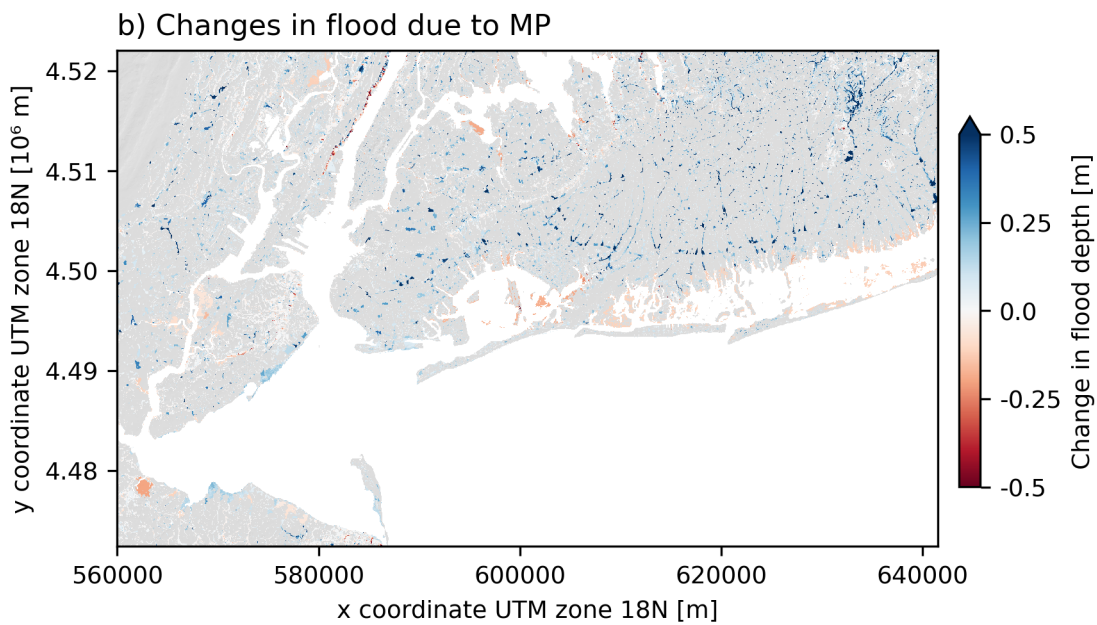 b) Changes in flood due to MP
4.52
4.51
4.50
4.49
4.48
y coordinate UTM zone 18N [10⁶ m]
560000 580000 600000 620000 640000
x coordinate UTM zone 18N [m]
0.5
0.25
0.0
-0.25
-0.5
Change in flood depth [m]